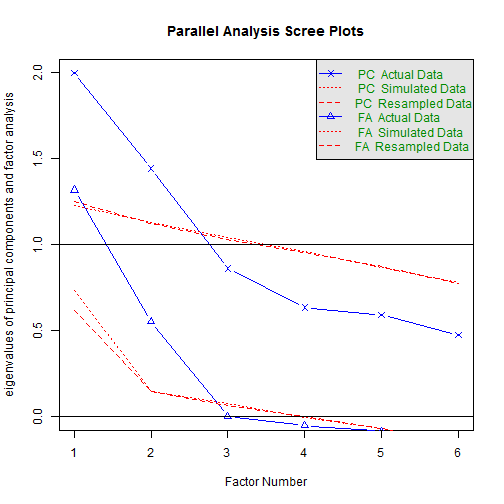 Parallel Analysis Scree Plots
eigenvalues of principal components and factor analysis
2.0
1.5
1.0
0.5
0.0
PC Actual Data
PC Simulated Data
PC Resampled Data
FA Actual Data
FA Simulated Data
FA Resampled Data
1 2 3 4 5 6
Factor Number